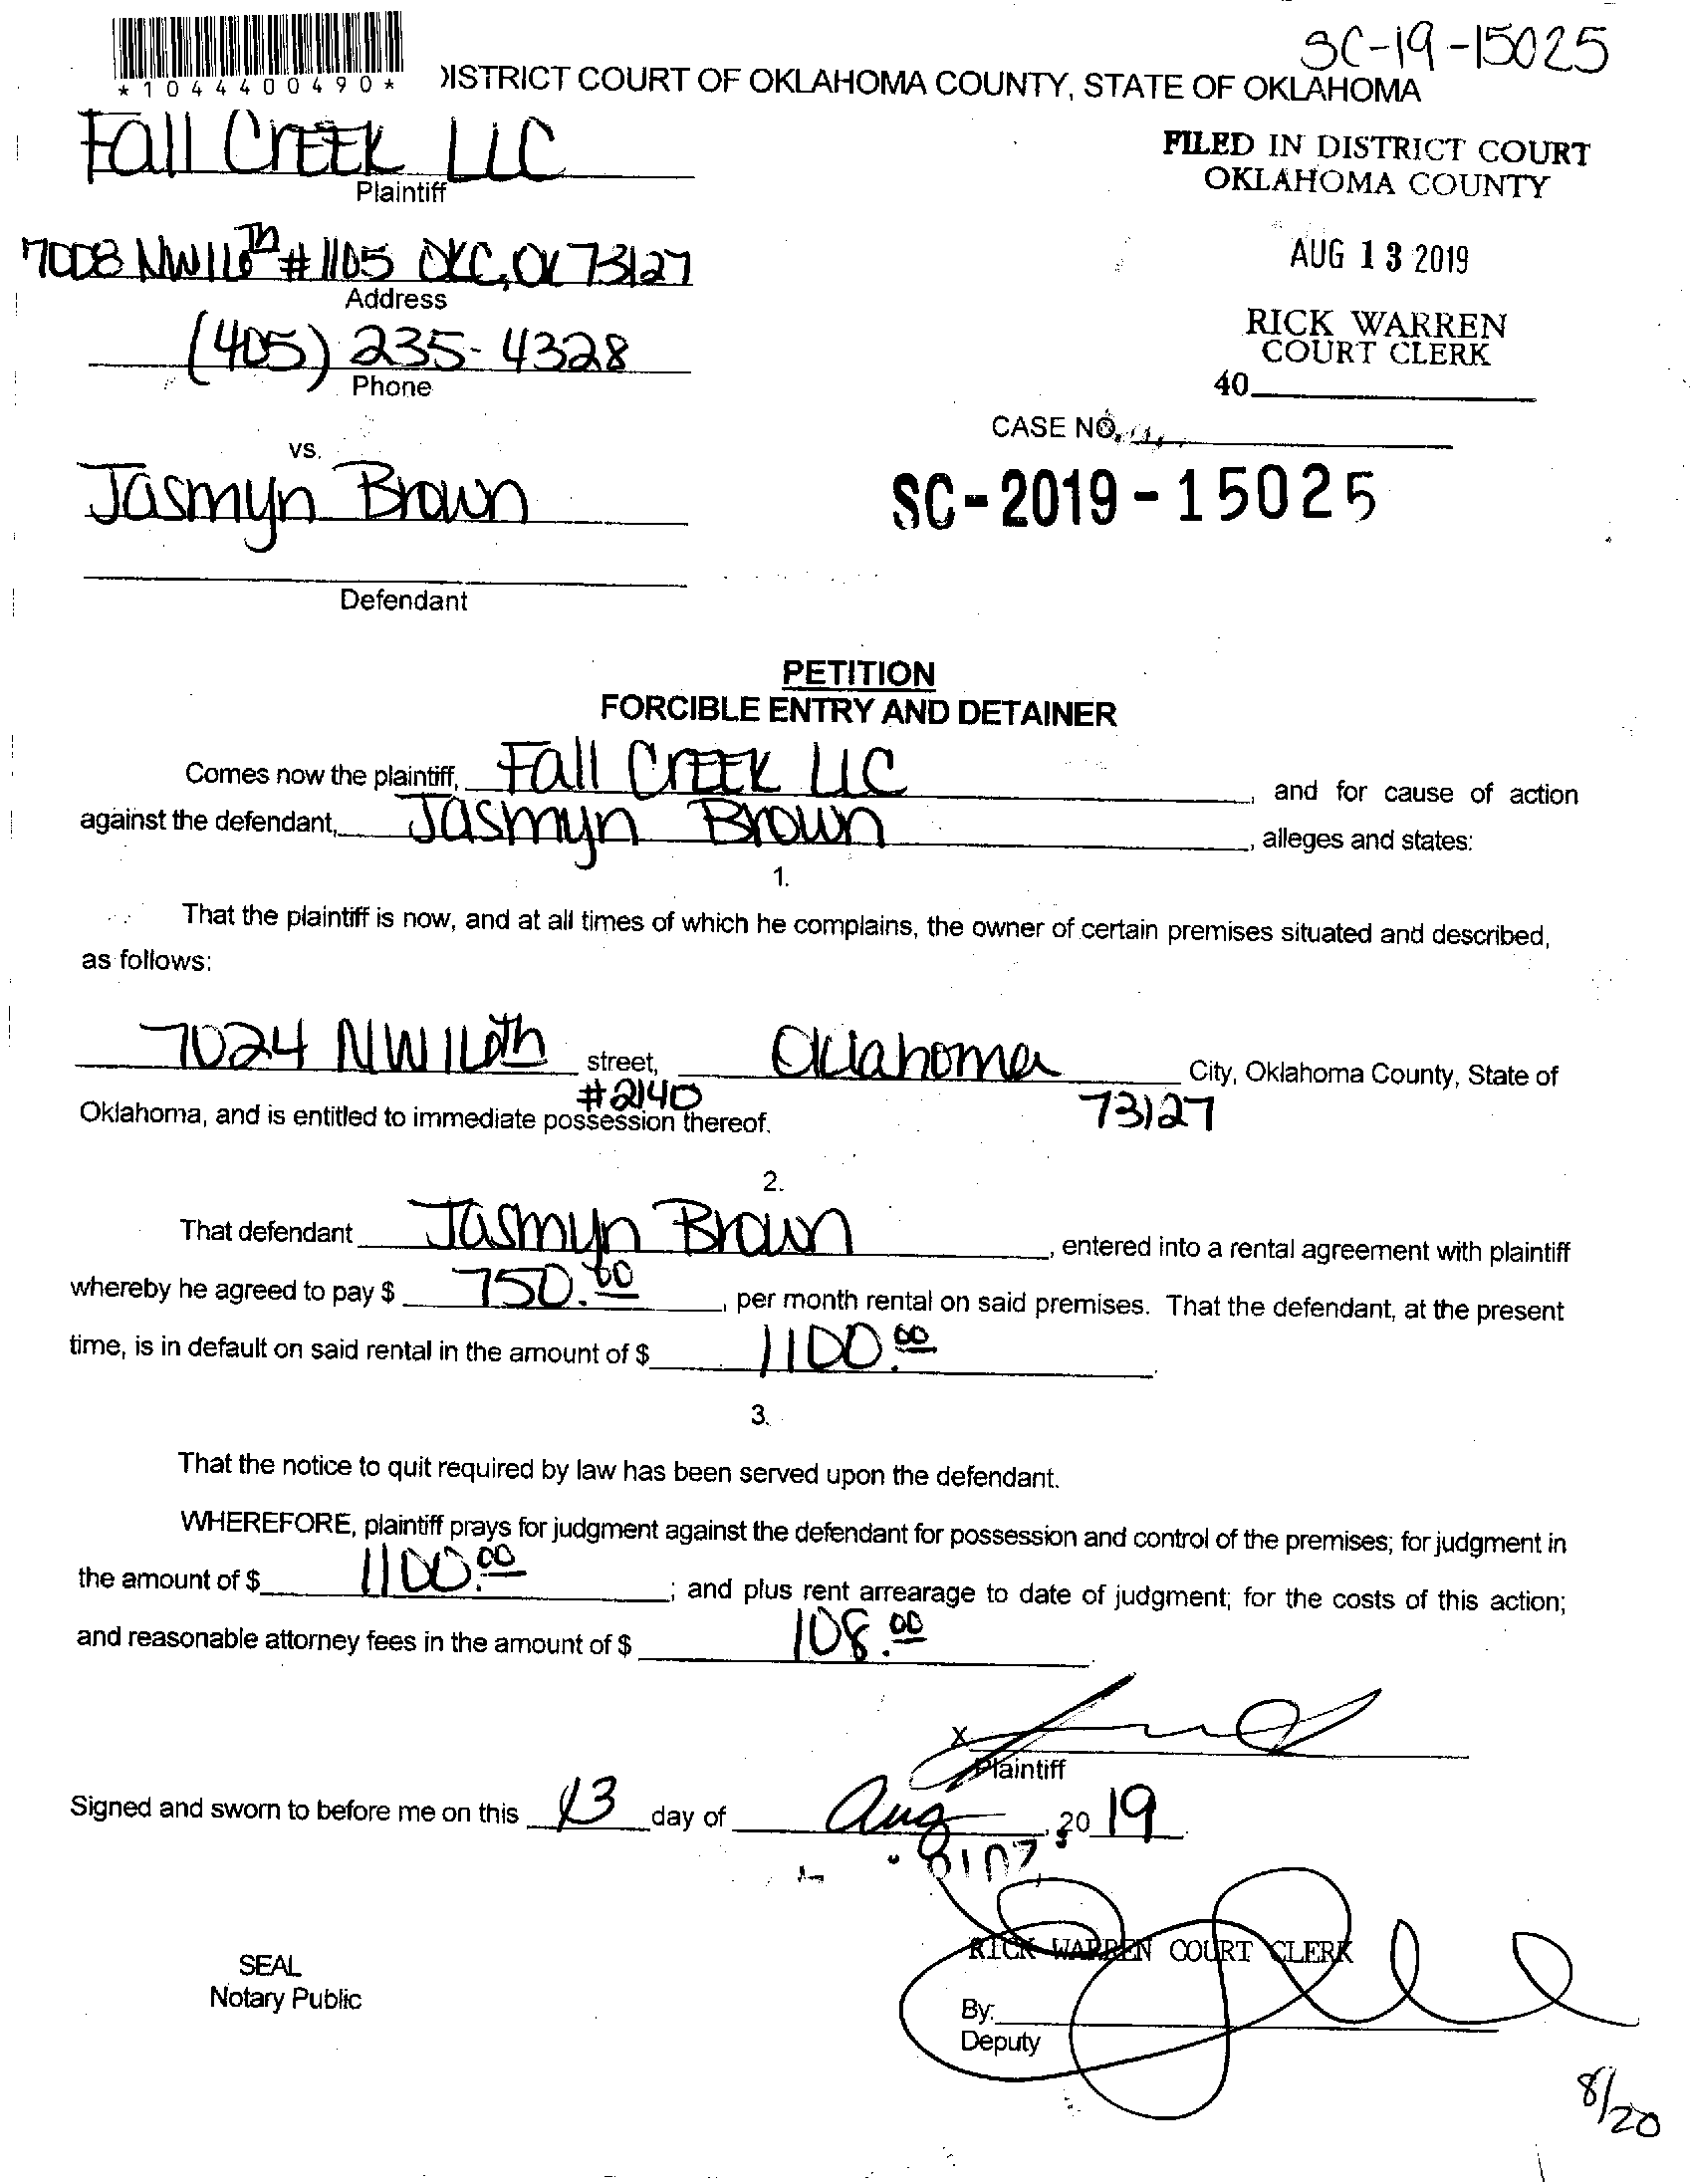 SC-19-15025
*1044400490*
DISTRICT COURT OF OKLAHOMA COUNTY, STATE OF OKLAHOMA
Fall Creek LLC
Plaintiff
FILED IN DISTRICT COURT
OKLAHOMA COUNTY
7008 NW 16th #1105 OKC, OK 73127
Address
AUG 13 2019
(405) 235-4328
Phone
RICK WARREN
COURT CLERK
40
CASE NO.
vs.
Jasmyn Brown
SC-2019-15025
Defendant
PETITION
FORCIBLE ENTRY AND DETAINER
Comes now the plaintiff, Fall Creek LLC and for cause of action
against the defendant, Jasmyn Brown, alleges and states:
1.
That the plaintiff is now, and at all times of which he complains, the owner of certain premises situated and described,
as follows:
7024 NW 16th street, Oklahoma City, Oklahoma County, State of
#2140 73127
Oklahoma, and is entitled to immediate possession thereof.
2.
That defendant Jasmyn Brown, entered into a rental agreement with plaintiff
whereby he agreed to pay $ 750.00, per month rental on said premises. That the defendant, at the present
time, is in default on said rental in the amount of $ 1100.00.
3.
That the notice to quit required by law has been served upon the defendant.
WHEREFORE, plaintiff prays for judgment against the defendant for possession and control of the premises; for judgment in
the amount of $ 1100.00; and plus rent arrearage to date of judgment; for the costs of this action;
and reasonable attorney fees in the amount of $ 108.00.
X
Plaintiff
Signed and sworn to before me on this 13 day of Aug, 2019.
RICK WARREN COURT CLERK
SEAL
Notary Public
By:
Deputy
8/20